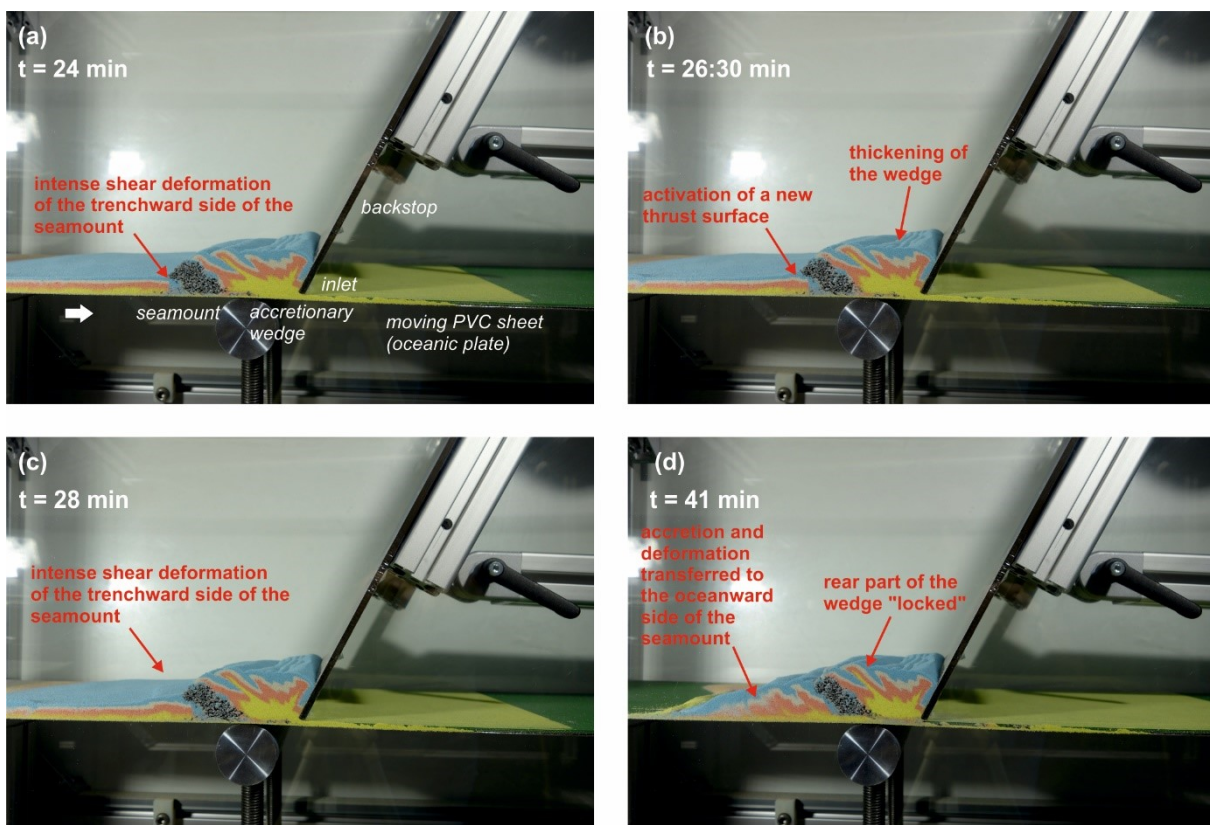 (a)
t = 24 min
intense shear deformation
of the trenchward side of the
seamount
backstop
inlet
seamount
accretionary
wedge
moving PVC sheet
(oceanic plate)
(b)
t = 26:30 min
thickening of
the wedge
activation of a new
thrust surface
(c)
t = 28 min
intense shear deformation
of the trenchward side of the
seamount
(d)
t = 41 min
accretion and
deformation
transferred to
the oceanward
side of the
seamount
rear part of the
wedge "locked"